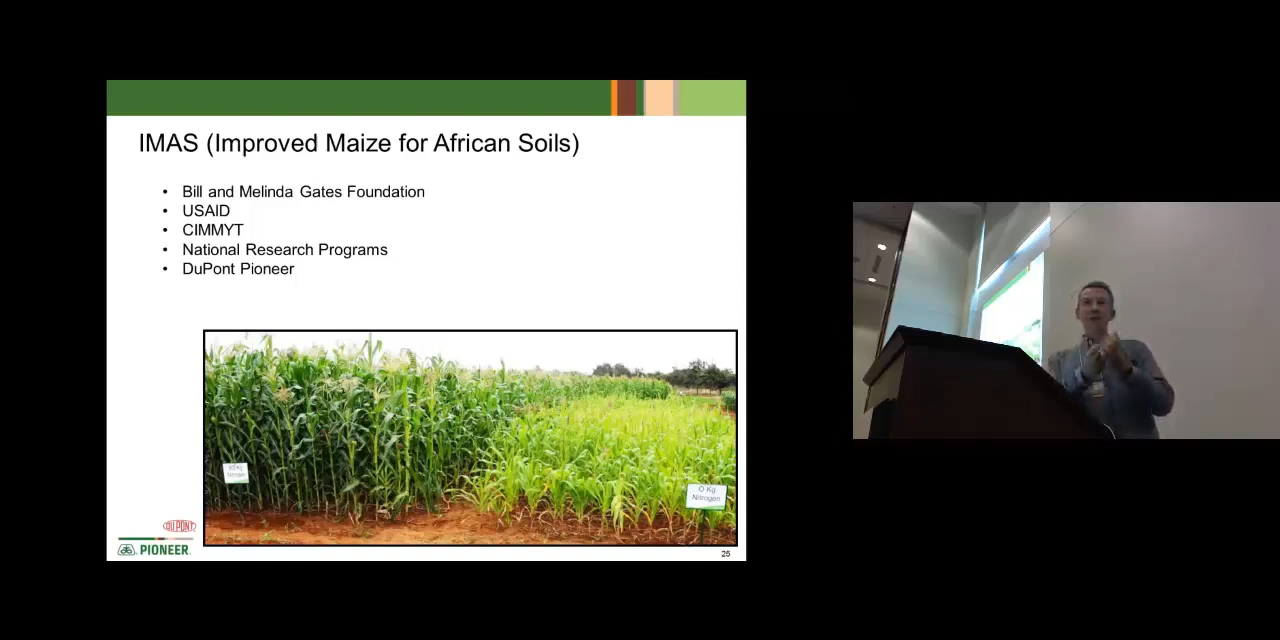 IMAS (Improved Maize for African Soils)
• Bill and Melinda Gates Foundation
• USAID
• CIMMYT
• National Research Programs
• DuPont Pioneer
Nitrogen
O Kg
Nitrogen
DUPONT
PIONEER.
25